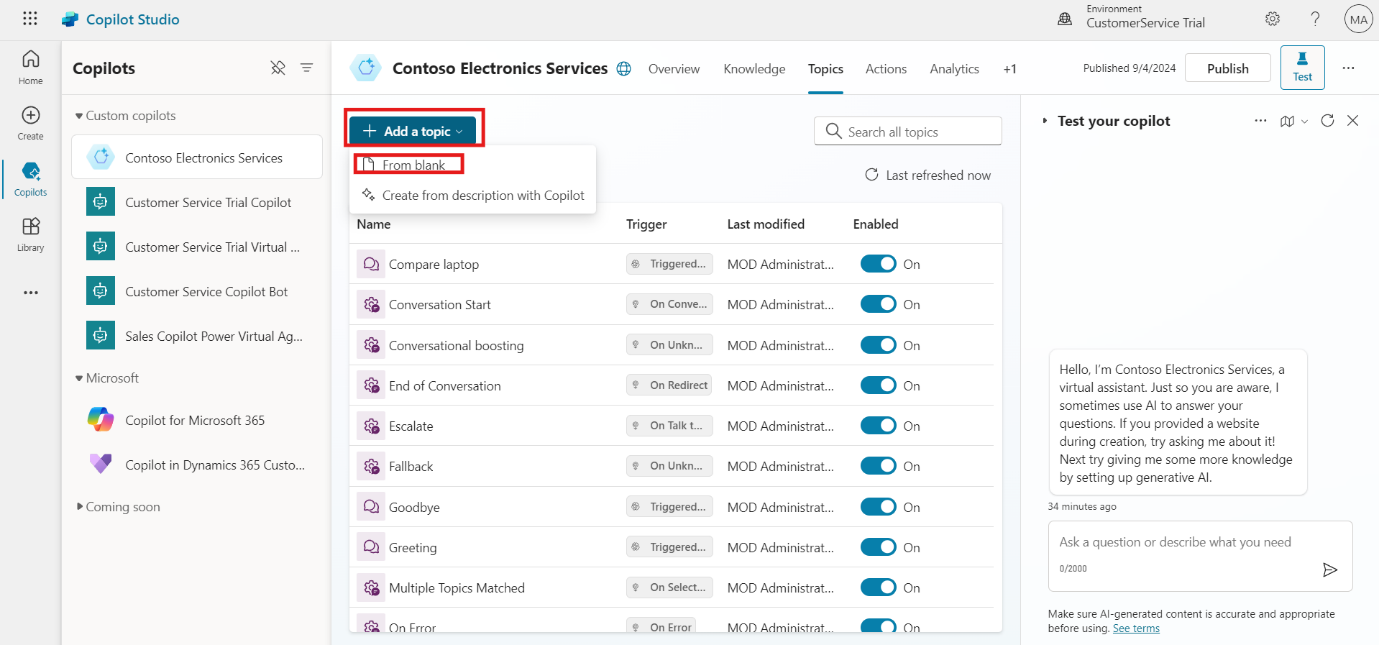 Copilot Studio
Environment
CustomerService Trial
MA
Home
Create
Copilots
Library
Copilots
Custom copilots
Contoso Electronics Services
Customer Service Trial Copilot
Customer Service Trial Virtual ...
Customer Service Copilot Bot
Sales Copilot Power Virtual Ag...
Microsoft
Copilot for Microsoft 365
Copilot in Dynamics 365 Custo...
Coming soon
Contoso Electronics Services
Overview
Knowledge
Topics
Actions
Analytics
+1
Published 9/4/2024
Publish
Test
Add a topic
From blank
Create from description with Copilot
Search all topics
Last refreshed now
Name Trigger Last modified Enabled
Compare laptop Triggered... MOD Administrat... On
Conversation Start On Conve... MOD Administrat... On
Conversational boosting On Unkn... MOD Administrat... On
End of Conversation On Redirect MOD Administrat... On
Escalate On Talk t... MOD Administrat... On
Fallback On Unkn... MOD Administrat... On
Goodbye Triggered... MOD Administrat... On
Greeting Triggered... MOD Administrat... On
Multiple Topics Matched On Select... MOD Administrat... On
On Error On Error MOD Administrat... On
Test your copilot
Hello, I'm Contoso Electronics Services, a
virtual assistant. Just so you are aware, I
sometimes use AI to answer your
questions. If you provided a website
during creation, try asking me about it!
Next try giving me some more knowledge
by setting up generative AI.
34 minutes ago
Ask a question or describe what you need
0/2000
Make sure AI-generated content is accurate and appropriate
before using. See terms